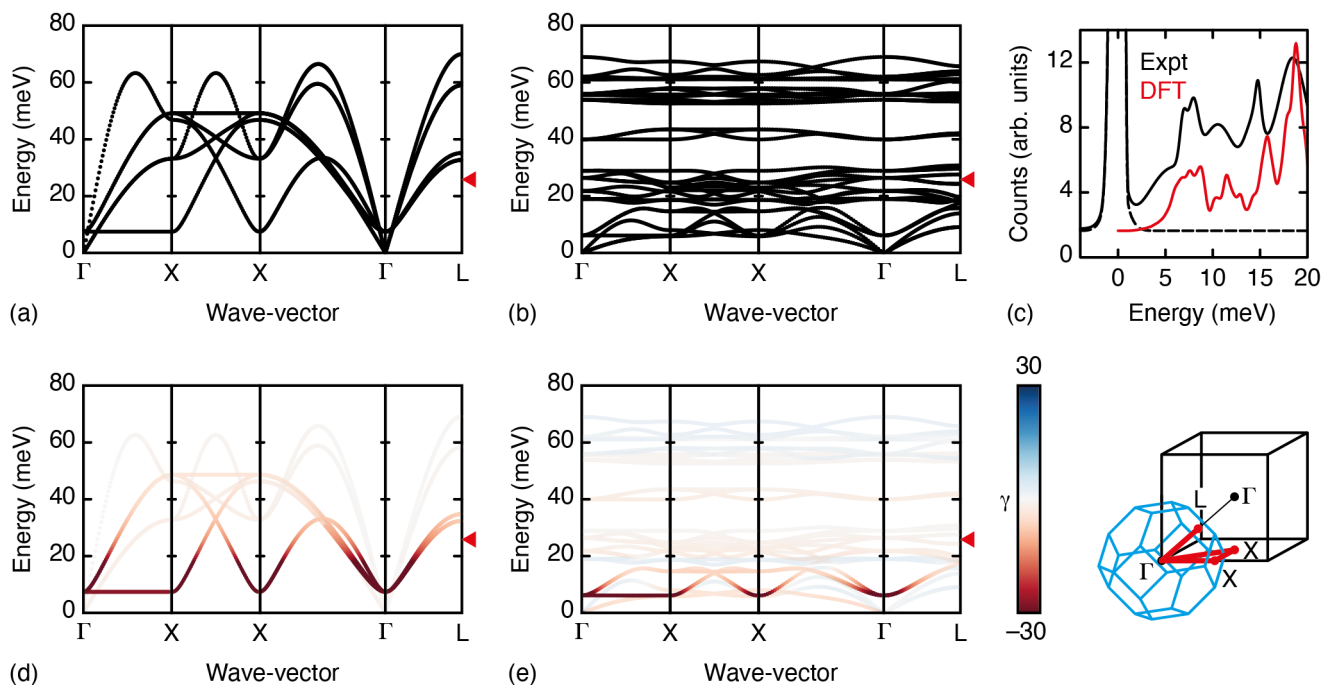 80
60
40
20
0
Energy (meV)
Γ
X
X
Γ
L
Wave-vector
(a)
80
60
40
20
0
Energy (meV)
Γ
X
X
Γ
L
Wave-vector
(b)
12
8
4
0
Counts (arb. units)
Expt
DFT
0
5
10
15
20
Energy (meV)
(c)
80
60
40
20
0
Energy (meV)
Γ
X
X
Γ
L
Wave-vector
(d)
80
60
40
20
0
Energy (meV)
Γ
X
X
Γ
L
Wave-vector
(e)
30
γ
−30
L
Γ
X
Γ
X